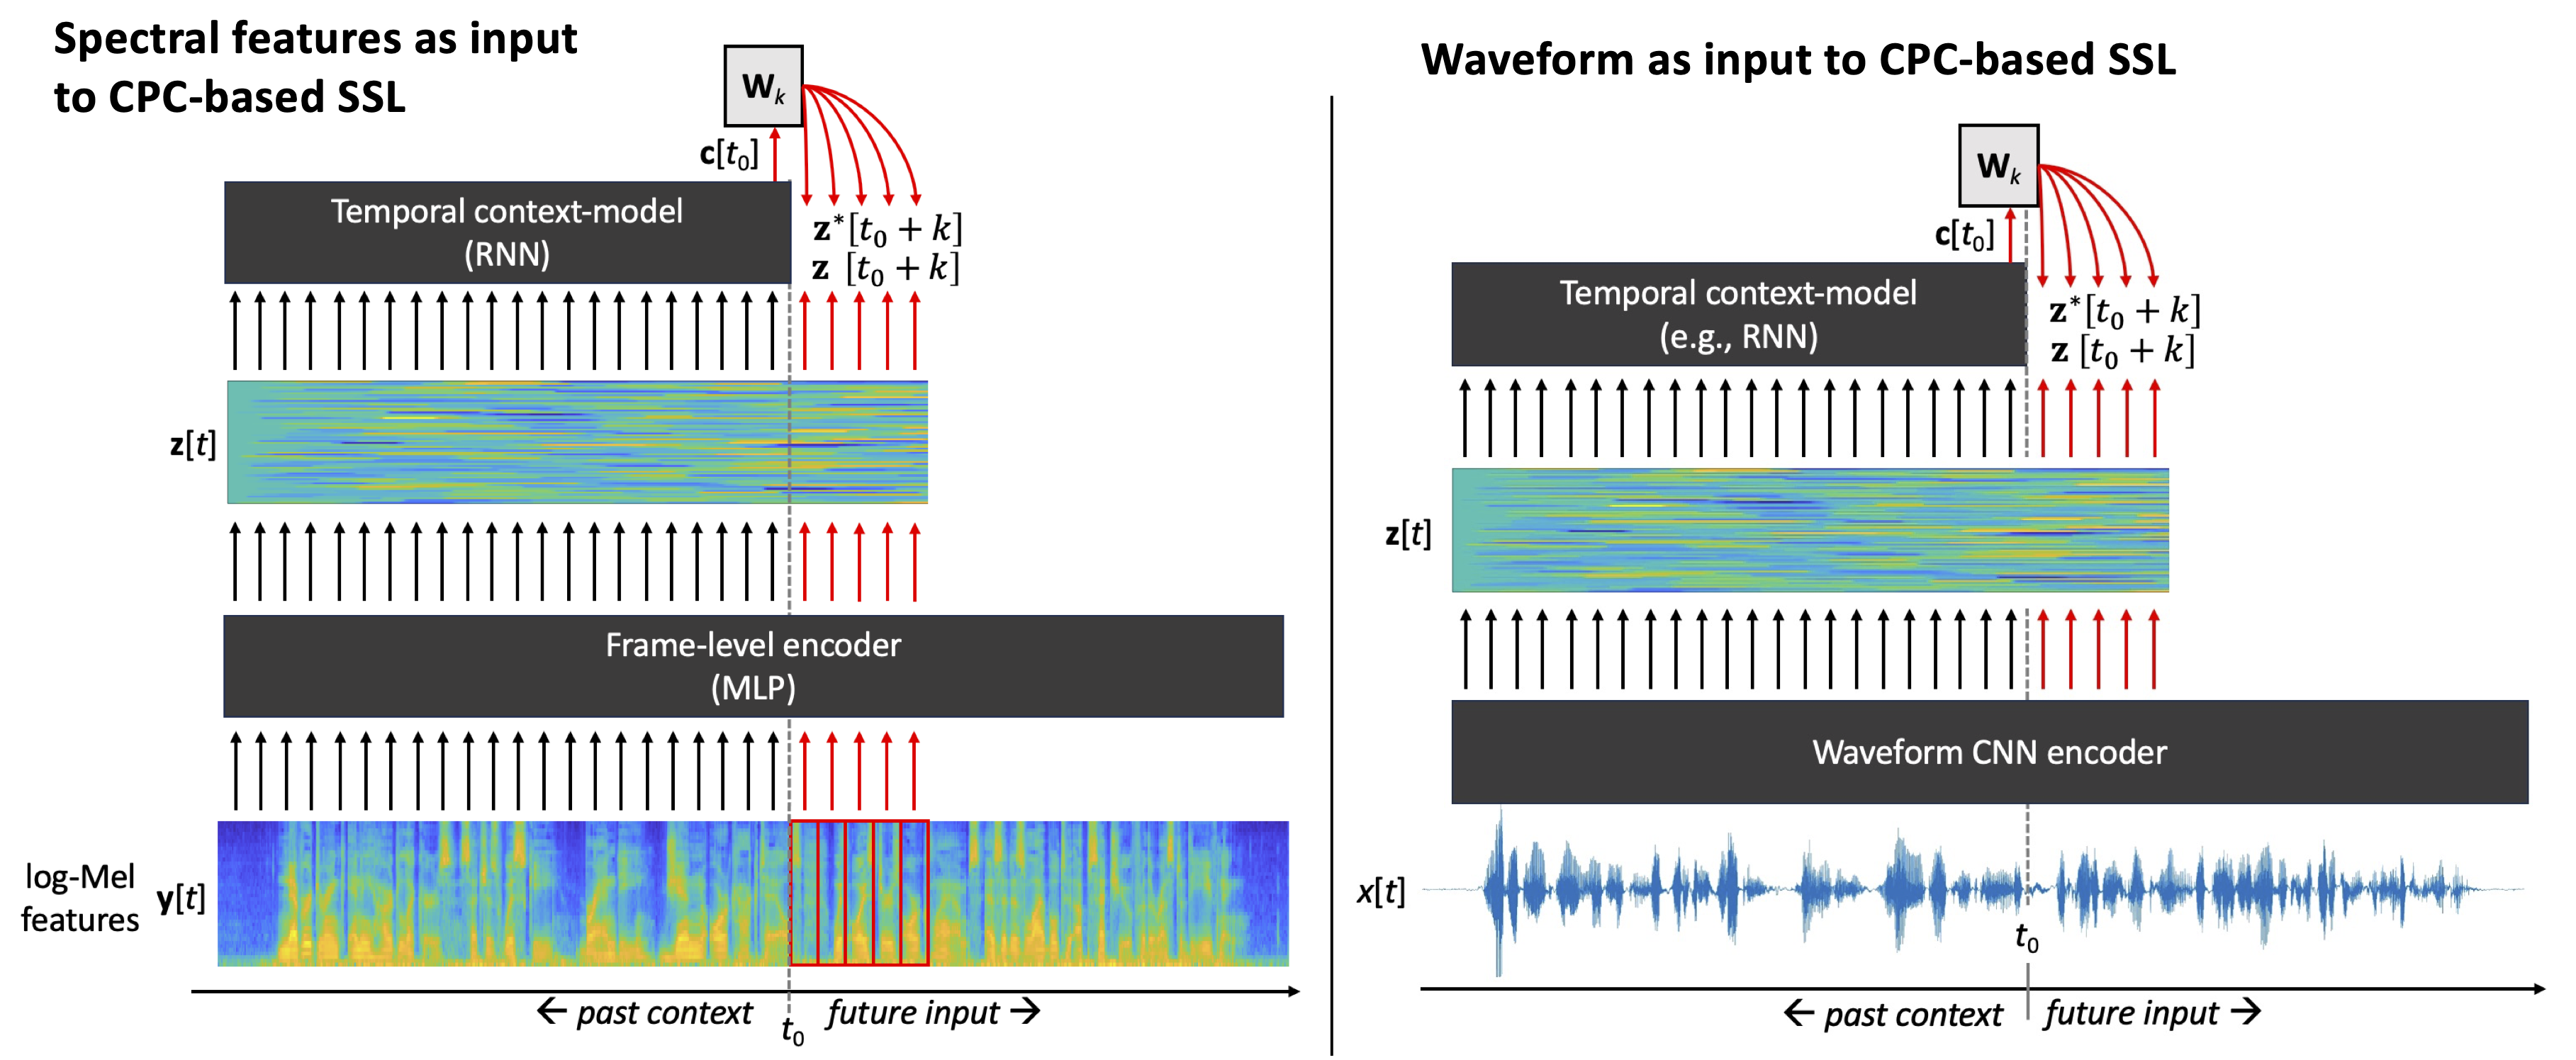 Spectral features as input
to CPC-based SSL
W_k
c[t_0]
Temporal context-model
(RNN)
z*[t_0 + k]
z [t_0 + k]
z[t]
Frame-level encoder
(MLP)
log-Mel
features
y[t]
← past context
t_0
future input →
Waveform as input to CPC-based SSL
W_k
c[t_0]
Temporal context-model
(e.g., RNN)
z*[t_0 + k]
z [t_0 + k]
z[t]
Waveform CNN encoder
x[t]
t_0
← past context
future input →